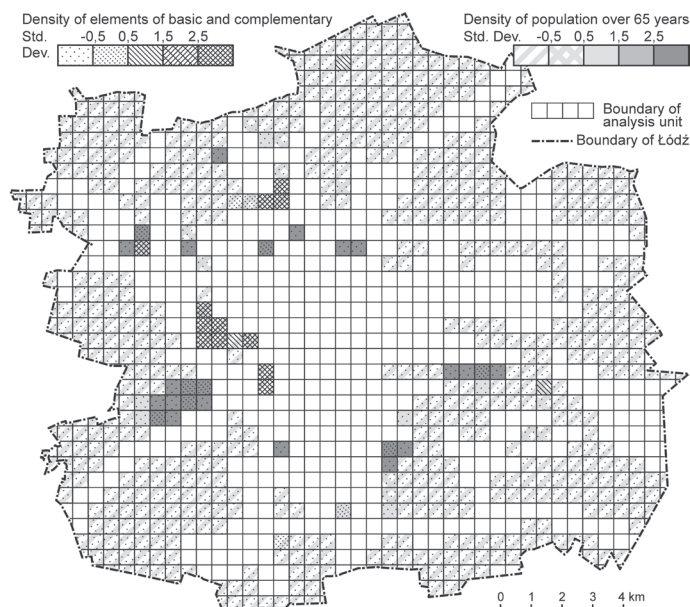 Density of elements of basic and complementary
Std. Dev.
-0,5 0,5 1,5 2,5
Density of population over 65 years
Std. Dev. -0,5 0,5 1,5 2,5
Boundary of
analysis unit
Boundary of Łódź
0 1 2 3 4 km